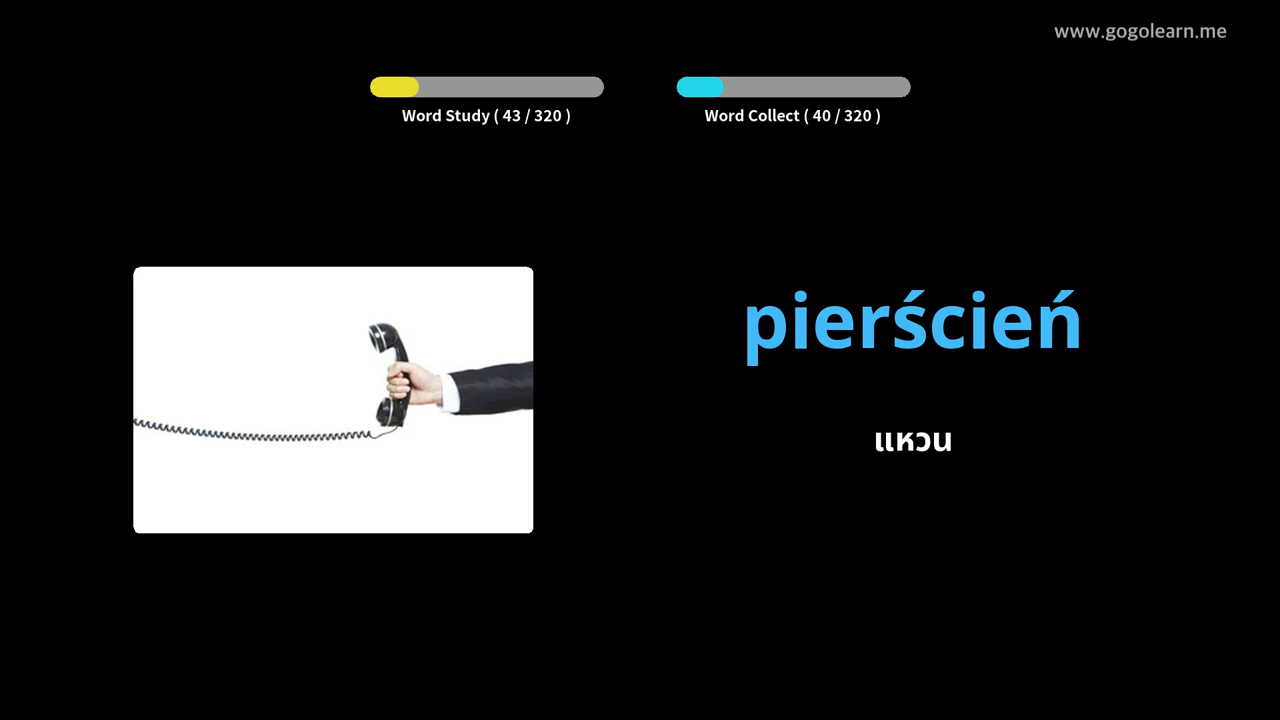 www.gogolearn.me
Word Study ( 43 / 320 )
Word Collect ( 40 / 320 )
pierścień
แหวน